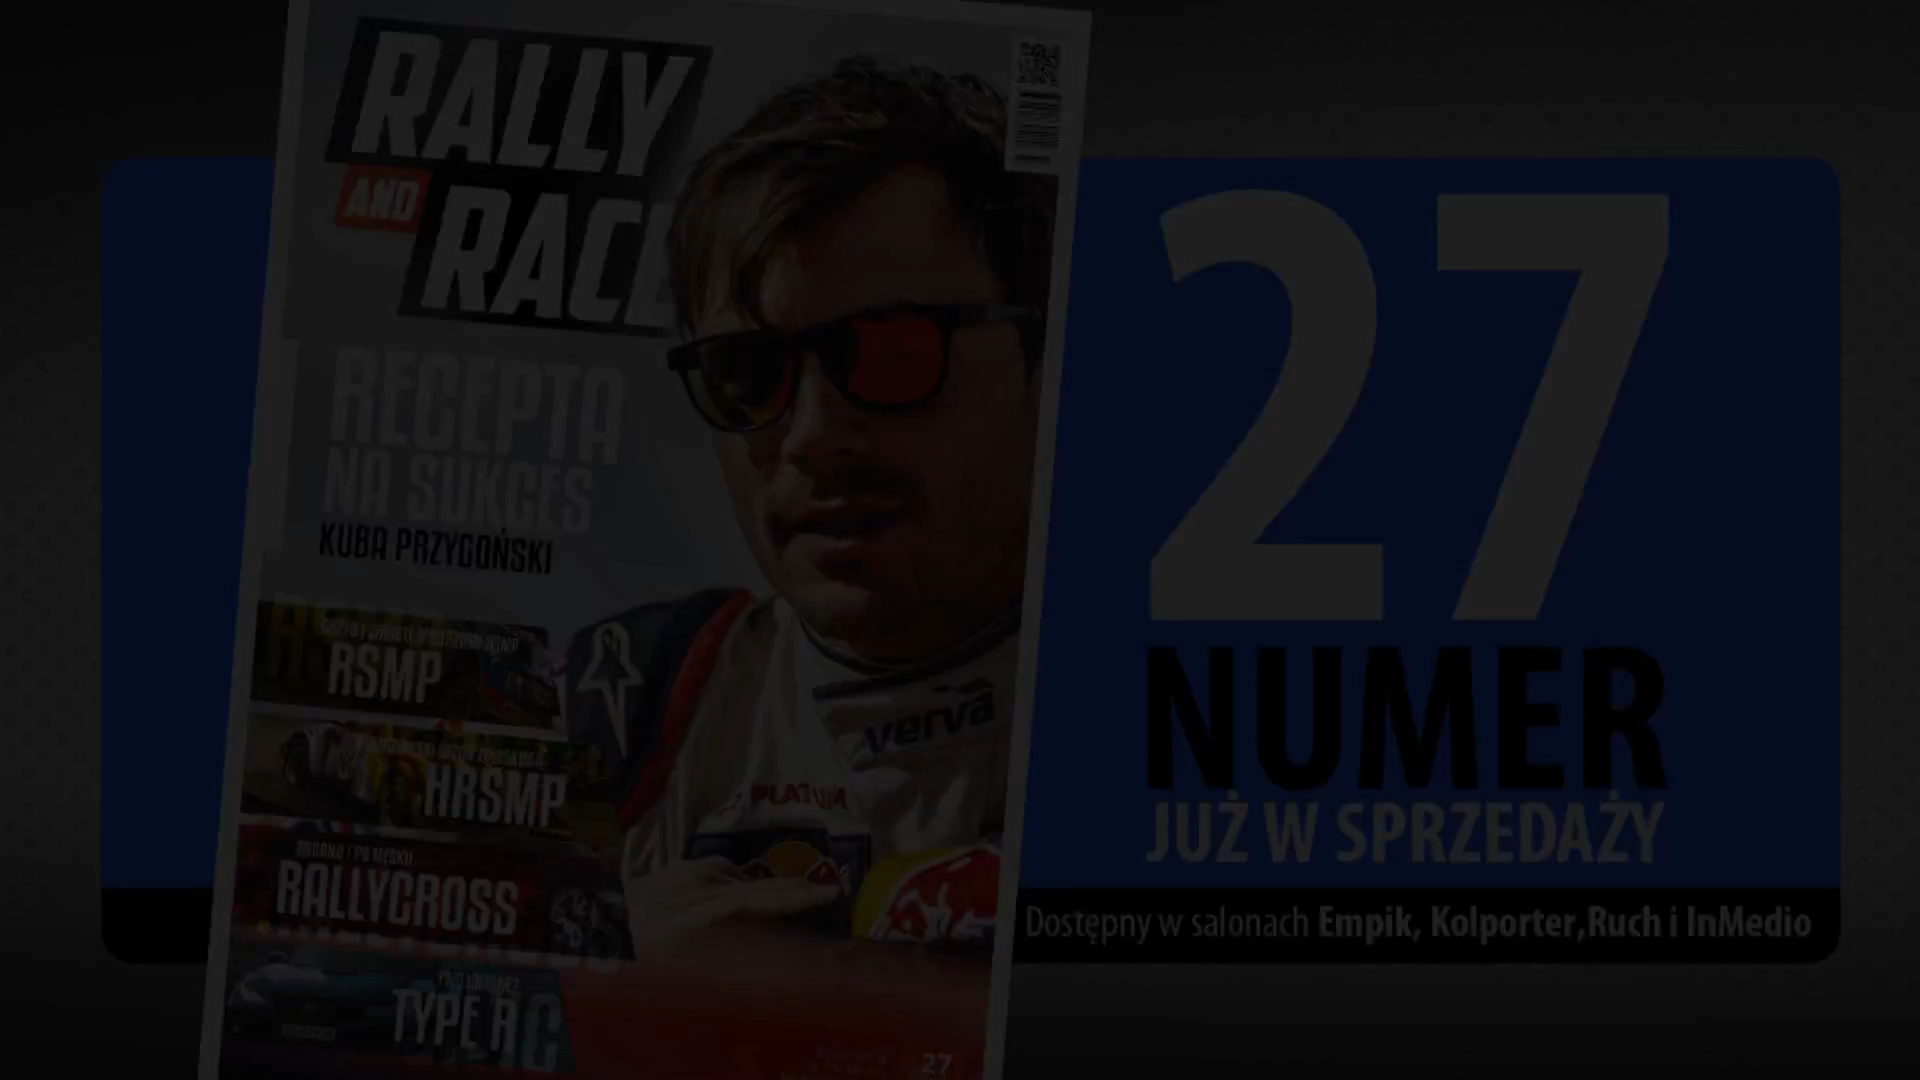 RALLY
AND
RACE
RECEPTA
NA SUKCES
KUBA PRZYGOŃSKI
RSMP
HRSMP
RALLYCROSS
TYPE R
27
verva
PLATINUM
27
NUMER
JUŻ W SPRZEDAŻY
Dostępny w salonach Empik, Kolporter,Ruch i InMedio